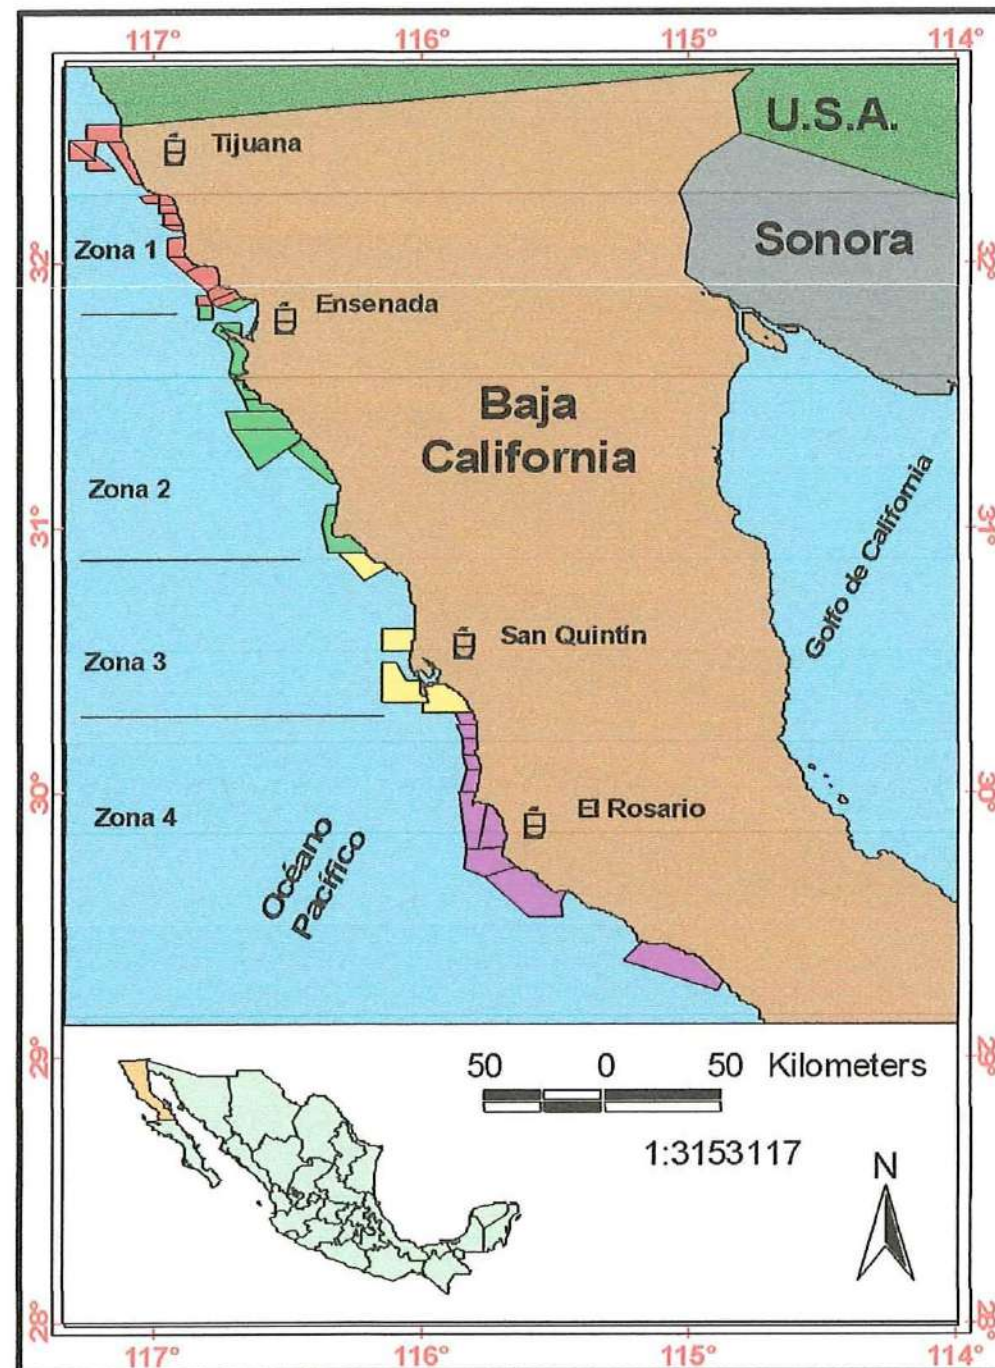 117° 116° 115° 114°
U.S.A.
Tijuana
Sonora
Zona 1
32° 32°
Ensenada
Baja
California
Zona 2
Golfo de California
31° 31°
San Quintín
Zona 3
30° 30°
El Rosario
Zona 4
Océano
Pacífico
29° 29°
50 0 50 Kilometers
1:3153117
N
28° 28°
117° 116° 115° 114°